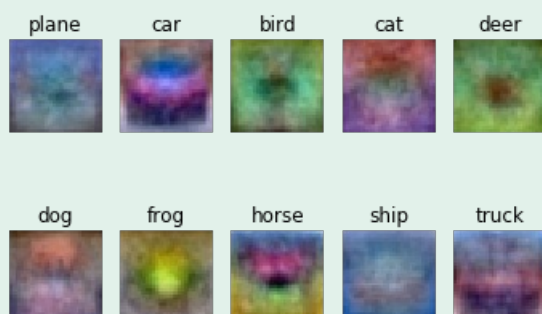 plane car bird cat deer
dog frog horse ship truck